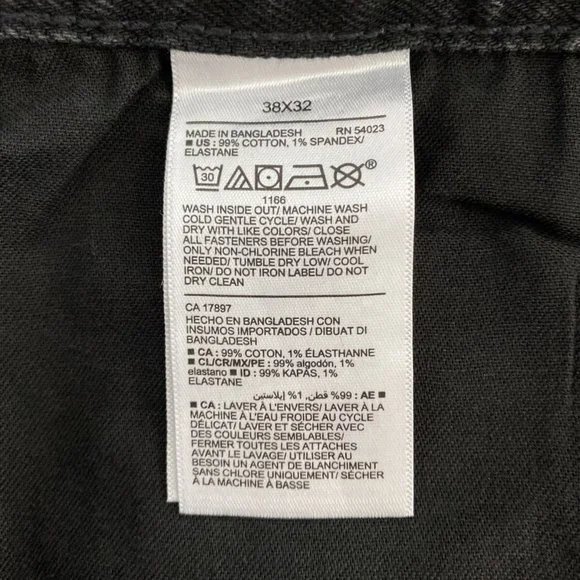 38X32
MADE IN BANGLADESH RN 54023
■ US : 99% COTTON, 1% SPANDEX/
ELASTANE
30 ®
1166
WASH INSIDE OUT/ MACHINE WASH
COLD GENTLE CYCLE/ WASH AND
DRY WITH LIKE COLORS/ CLOSE
ALL FASTENERS BEFORE WASHING/
ONLY NON-CHLORINE BLEACH WHEN
NEEDED/ TUMBLE DRY LOW/ COOL
IRON/ DO NOT IRON LABEL/ DO NOT
DRY CLEAN
CA 17897
HECHO EN BANGLADESH CON
INSUMOS IMPORTADOS / DIBUAT DI
BANGLADESH
■ CA : 99% COTON, 1% ÉLASTHANNE
■ CL/CR/MX/PE : 99% algodón, 1%
elastano ■ ID : 99% KAPAS, 1%
ELASTANE
■ AE : 99% قطن, 1% إيلاستين
■ CA : LAVER À L'ENVERS/ LAVER À LA
MACHINE À L'EAU FROIDE AU CYCLE
DÉLICAT/ LAVER ET SÉCHER AVEC
DES COULEURS SEMBLABLES/
FERMER TOUTES LES ATTACHES
AVANT LE LAVAGE/ UTILISER AU
BESOIN UN AGENT DE BLANCHIMENT
SANS CHLORE UNIQUEMENT/ SÉCHER
À LA MACHINE À BASSE